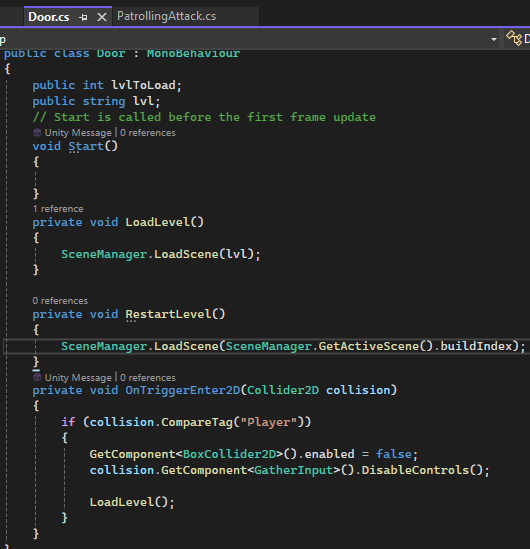 Door.cs
PatrollingAttack.cs
p
D
public class Door : MonoBehaviour
{
public int lvlToLoad;
public string lvl;
// Start is called before the first frame update
Unity Message | 0 references
void Start()
{
}
1 reference
private void LoadLevel()
{
SceneManager.LoadScene(lvl);
}
0 references
private void RestartLevel()
{
SceneManager.LoadScene(SceneManager.GetActiveScene().buildIndex);
}
Unity Message | 0 references
private void OnTriggerEnter2D(Collider2D collision)
{
if (collision.CompareTag("Player"))
{
GetComponent<BoxCollider2D>().enabled = false;
collision.GetComponent<GatherInput>().DisableControls();
LoadLevel();
}
}
}